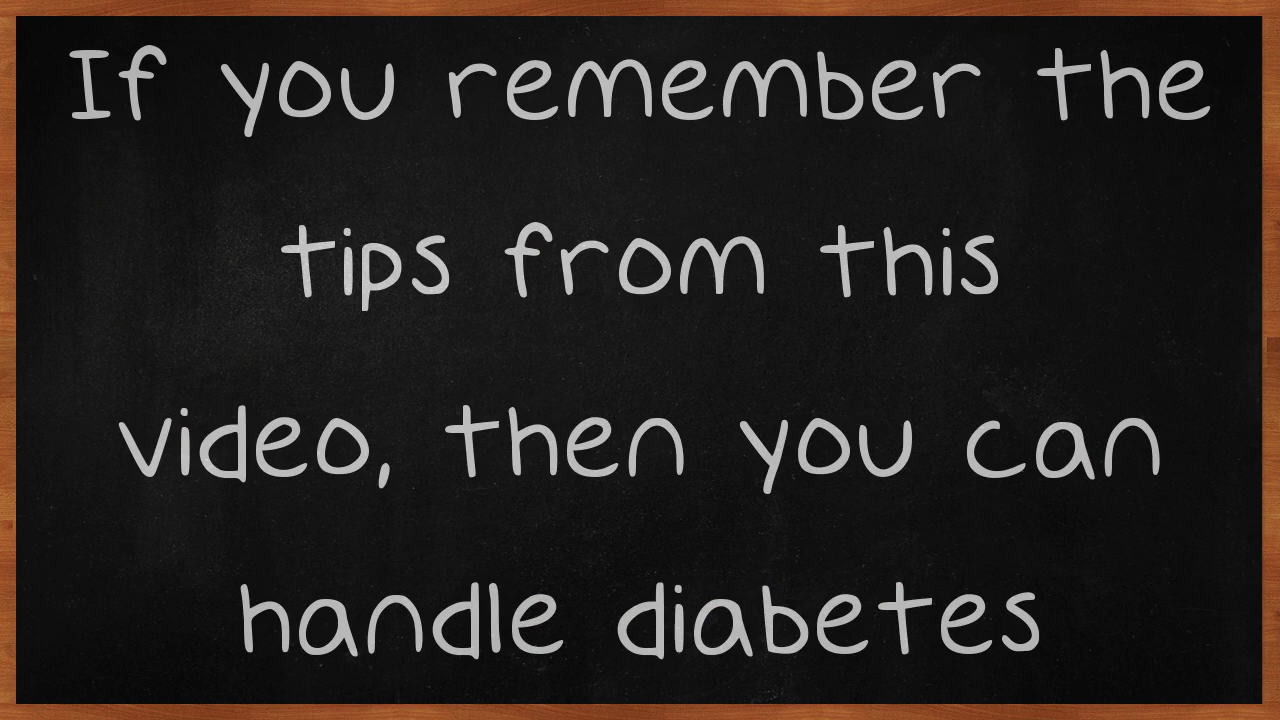 If you remember the
tips from this
video, then you can
handle diabetes